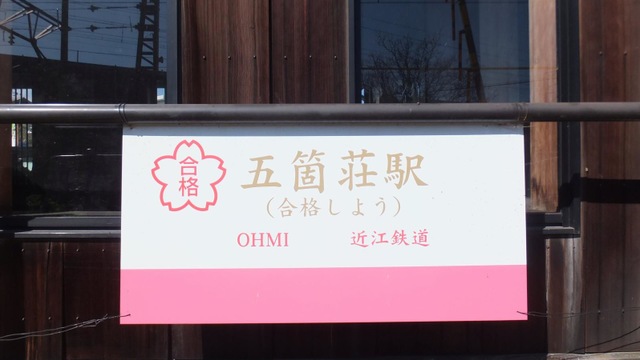 合格
五箇荘駅
（合格しよう）
OHMI 近江鉄道